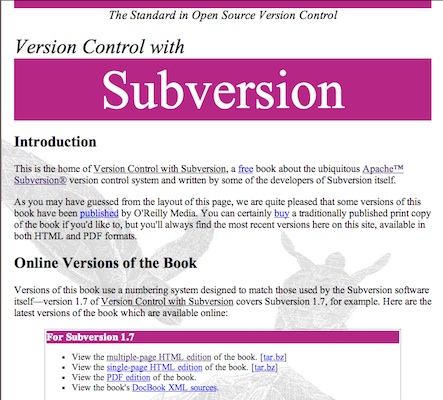 The Standard in Open Source Version Control
Version Control with
Subversion
Introduction
This is the home of Version Control with Subversion, a free book about the ubiquitous Apache™
Subversion® version control system and written by some of the developers of Subversion itself.
As you may have guessed from the layout of this page, we are quite pleased that some versions of this
book have been published by O'Reilly Media. You can certainly buy a traditionally published print copy
of the book if you'd like to, but you'll always find the most recent versions here on this site, available in
both HTML and PDF formats.
Online Versions of the Book
Versions of this book use a numbering system designed to match those used by the Subversion software
itself—version 1.7 of Version Control with Subversion covers Subversion 1.7, for example. Here are the
latest versions of the book which are available online:
For Subversion 1.7
• View the multiple-page HTML edition of the book. [tar.bz]
• View the single-page HTML edition of the book. [tar.bz]
• View the PDF edition of the book.
• View the book's DocBook XML sources.